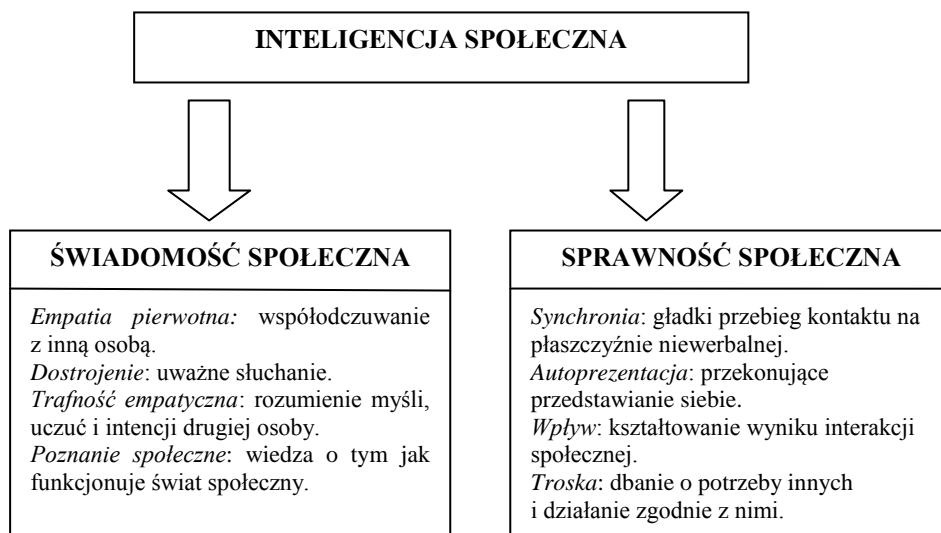 INTELIGENCJA SPOŁECZNA
ŚWIADOMOŚĆ SPOŁECZNA
Empatia pierwotna: współodczuwanie
z inną osobą.
Dostrojenie: uważne słuchanie.
Trafność empatyczna: rozumienie myśli,
uczuć i intencji drugiej osoby.
Poznanie społeczne: wiedza o tym jak
funkcjonuje świat społeczny.
SPRAWNOŚĆ SPOŁECZNA
Synchronia: gładki przebieg kontaktu na
płaszczyźnie niewerbalnej.
Autoprezentacja: przekonujące
przedstawianie siebie.
Wpływ: kształtowanie wyniku interakcji
społecznej.
Troska: dbanie o potrzeby innych
i działanie zgodnie z nimi.